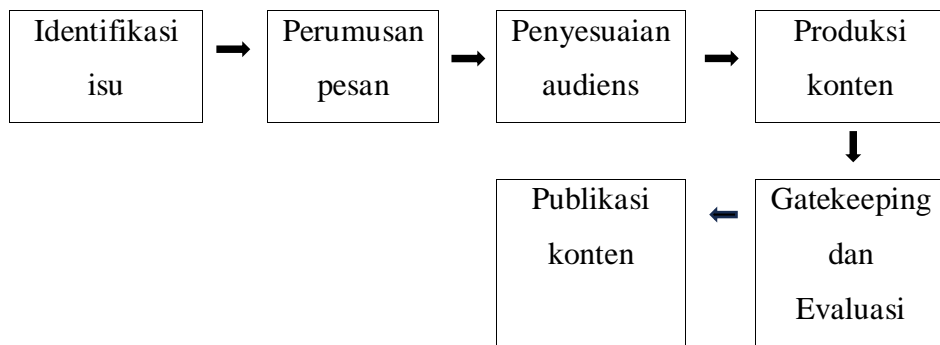 Identifikasi
isu
Perumusan
pesan
Penyesuaian
audiens
Produksi
konten
Gatekeeping
dan
Evaluasi
Publikasi
konten